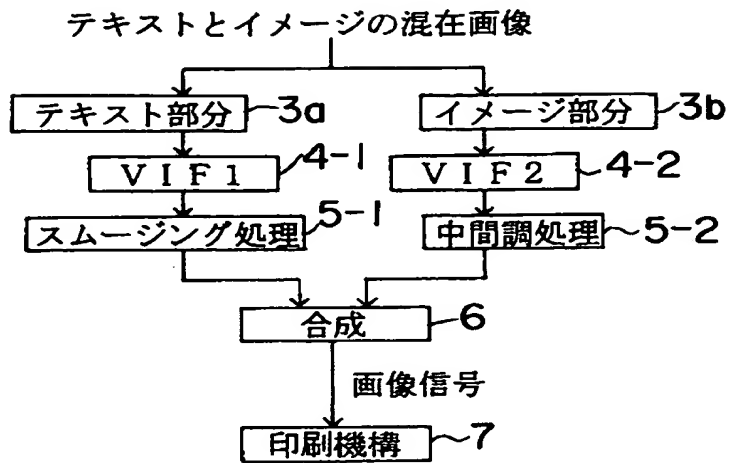 テキストとイメージの混在画像
テキスト部分 3a
イメージ部分 3b
VIF1 4-1
VIF2 4-2
スムージング処理 5-1
中間調処理 5-2
合成 6
画像信号
印刷機構 7